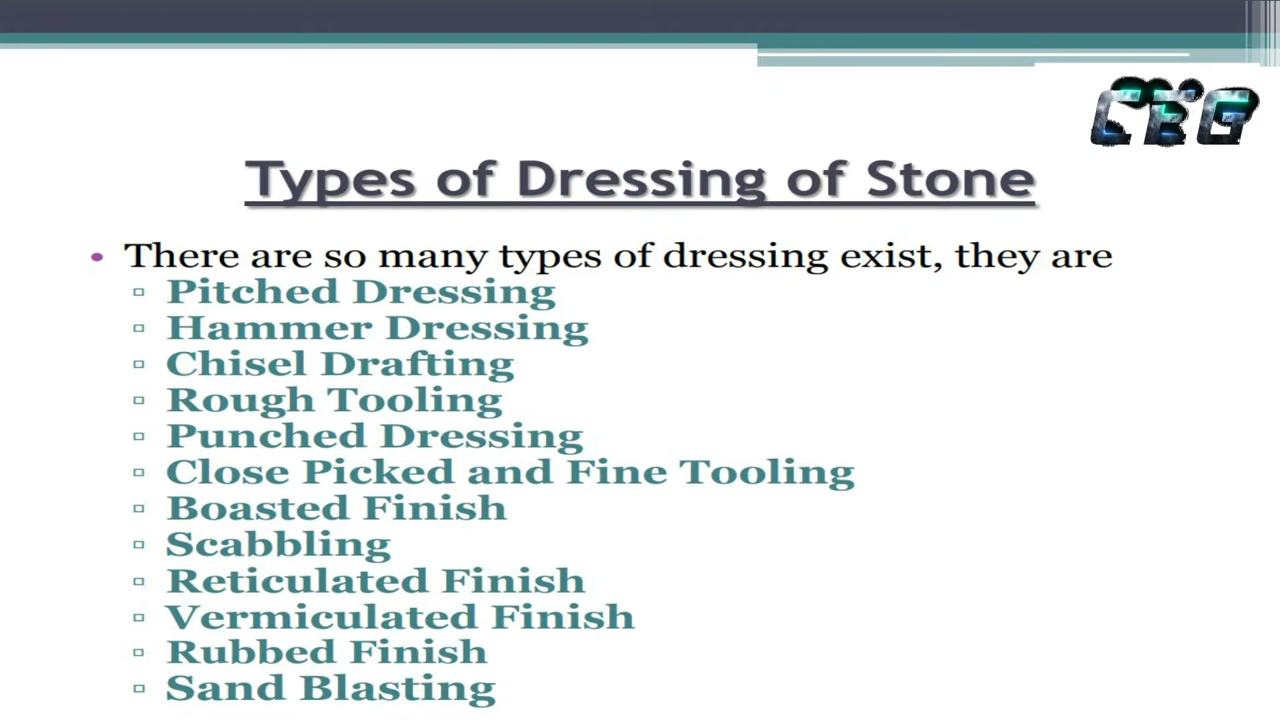 CEG
Types of Dressing of Stone
• There are so many types of dressing exist, they are
▫ Pitched Dressing
▫ Hammer Dressing
▫ Chisel Drafting
▫ Rough Tooling
▫ Punched Dressing
▫ Close Picked and Fine Tooling
▫ Boasted Finish
▫ Scabbling
▫ Reticulated Finish
▫ Vermiculated Finish
▫ Rubbed Finish
▫ Sand Blasting